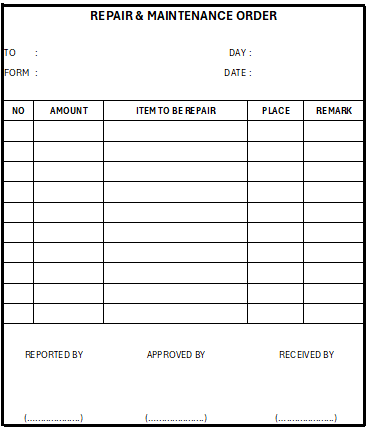 REPAIR & MAINTENANCE ORDER
TO : DAY :
FORM : DATE :
NO AMOUNT ITEM TO BE REPAIR PLACE REMARK
REPORTED BY APPROVED BY RECEIVED BY
(....................) (....................) (....................)